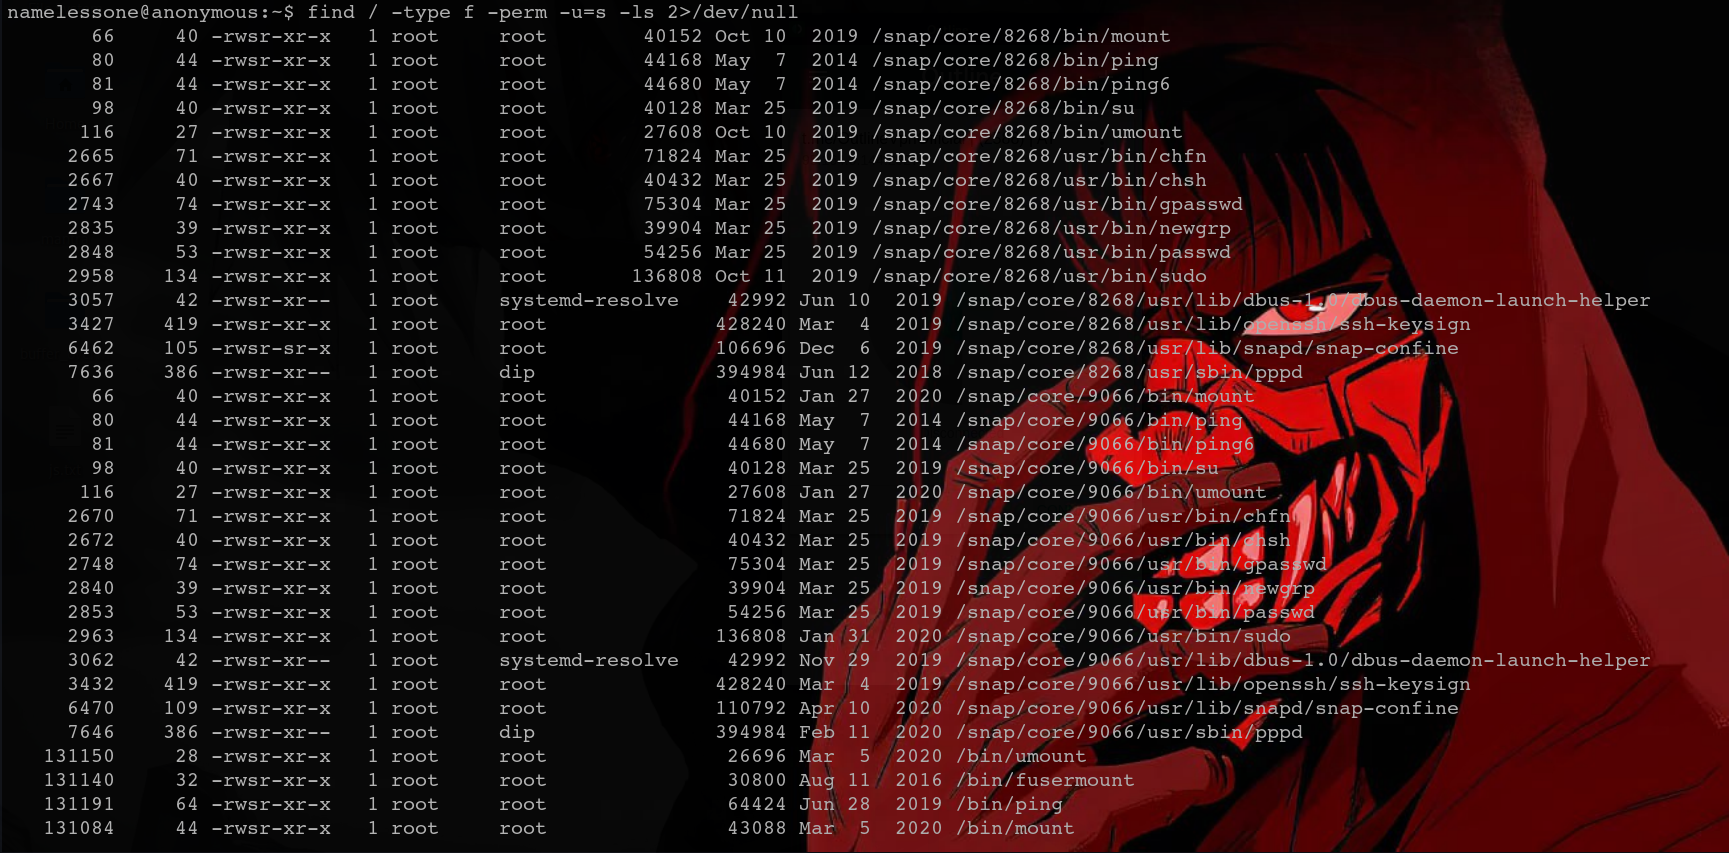 namelessone@anonymous:~$ find / -type f -perm -u=s -ls 2>/dev/null
66 40 -rwsr-xr-x 1 root root 40152 Oct 10 2019 /snap/core/8268/bin/mount
80 44 -rwsr-xr-x 1 root root 44168 May 7 2014 /snap/core/8268/bin/ping
81 44 -rwsr-xr-x 1 root root 44680 May 7 2014 /snap/core/8268/bin/ping6
98 40 -rwsr-xr-x 1 root root 40128 Mar 25 2019 /snap/core/8268/bin/su
116 27 -rwsr-xr-x 1 root root 27608 Oct 10 2019 /snap/core/8268/bin/umount
2665 71 -rwsr-xr-x 1 root root 71824 Mar 25 2019 /snap/core/8268/usr/bin/chfn
2667 40 -rwsr-xr-x 1 root root 40432 Mar 25 2019 /snap/core/8268/usr/bin/chsh
2743 74 -rwsr-xr-x 1 root root 75304 Mar 25 2019 /snap/core/8268/usr/bin/gpasswd
2835 39 -rwsr-xr-x 1 root root 39904 Mar 25 2019 /snap/core/8268/usr/bin/newgrp
2848 53 -rwsr-xr-x 1 root root 54256 Mar 25 2019 /snap/core/8268/usr/bin/passwd
2958 134 -rwsr-xr-x 1 root root 136808 Oct 11 2019 /snap/core/8268/usr/bin/sudo
3057 42 -rwsr-xr-- 1 root systemd-resolve 42992 Jun 10 2019 /snap/core/8268/usr/lib/dbus-1.0/dbus-daemon-launch-helper
3427 419 -rwsr-xr-x 1 root root 428240 Mar 4 2019 /snap/core/8268/usr/lib/openssh/ssh-keysign
6462 105 -rwsr-sr-x 1 root root 106696 Dec 6 2019 /snap/core/8268/usr/lib/snapd/snap-confine
7636 386 -rwsr-xr-- 1 root dip 394984 Jun 12 2018 /snap/core/8268/usr/sbin/pppd
66 40 -rwsr-xr-x 1 root root 40152 Jan 27 2020 /snap/core/9066/bin/mount
80 44 -rwsr-xr-x 1 root root 44168 May 7 2014 /snap/core/9066/bin/ping
81 44 -rwsr-xr-x 1 root root 44680 May 7 2014 /snap/core/9066/bin/ping6
98 40 -rwsr-xr-x 1 root root 40128 Mar 25 2019 /snap/core/9066/bin/su
116 27 -rwsr-xr-x 1 root root 27608 Jan 27 2020 /snap/core/9066/bin/umount
2670 71 -rwsr-xr-x 1 root root 71824 Mar 25 2019 /snap/core/9066/usr/bin/chfn
2672 40 -rwsr-xr-x 1 root root 40432 Mar 25 2019 /snap/core/9066/usr/bin/chsh
2748 74 -rwsr-xr-x 1 root root 75304 Mar 25 2019 /snap/core/9066/usr/bin/gpasswd
2840 39 -rwsr-xr-x 1 root root 39904 Mar 25 2019 /snap/core/9066/usr/bin/newgrp
2853 53 -rwsr-xr-x 1 root root 54256 Mar 25 2019 /snap/core/9066/usr/bin/passwd
2963 134 -rwsr-xr-x 1 root root 136808 Jan 31 2020 /snap/core/9066/usr/bin/sudo
3062 42 -rwsr-xr-- 1 root systemd-resolve 42992 Nov 29 2019 /snap/core/9066/usr/lib/dbus-1.0/dbus-daemon-launch-helper
3432 419 -rwsr-xr-x 1 root root 428240 Mar 4 2019 /snap/core/9066/usr/lib/openssh/ssh-keysign
6470 109 -rwsr-xr-x 1 root root 110792 Apr 10 2020 /snap/core/9066/usr/lib/snapd/snap-confine
7646 386 -rwsr-xr-- 1 root dip 394984 Feb 11 2020 /snap/core/9066/usr/sbin/pppd
131150 28 -rwsr-xr-x 1 root root 26696 Mar 5 2020 /bin/umount
131140 32 -rwsr-xr-x 1 root root 30800 Aug 11 2016 /bin/fusermount
131191 64 -rwsr-xr-x 1 root root 64424 Jun 28 2019 /bin/ping
131084 44 -rwsr-xr-x 1 root root 43088 Mar 5 2020 /bin/mount